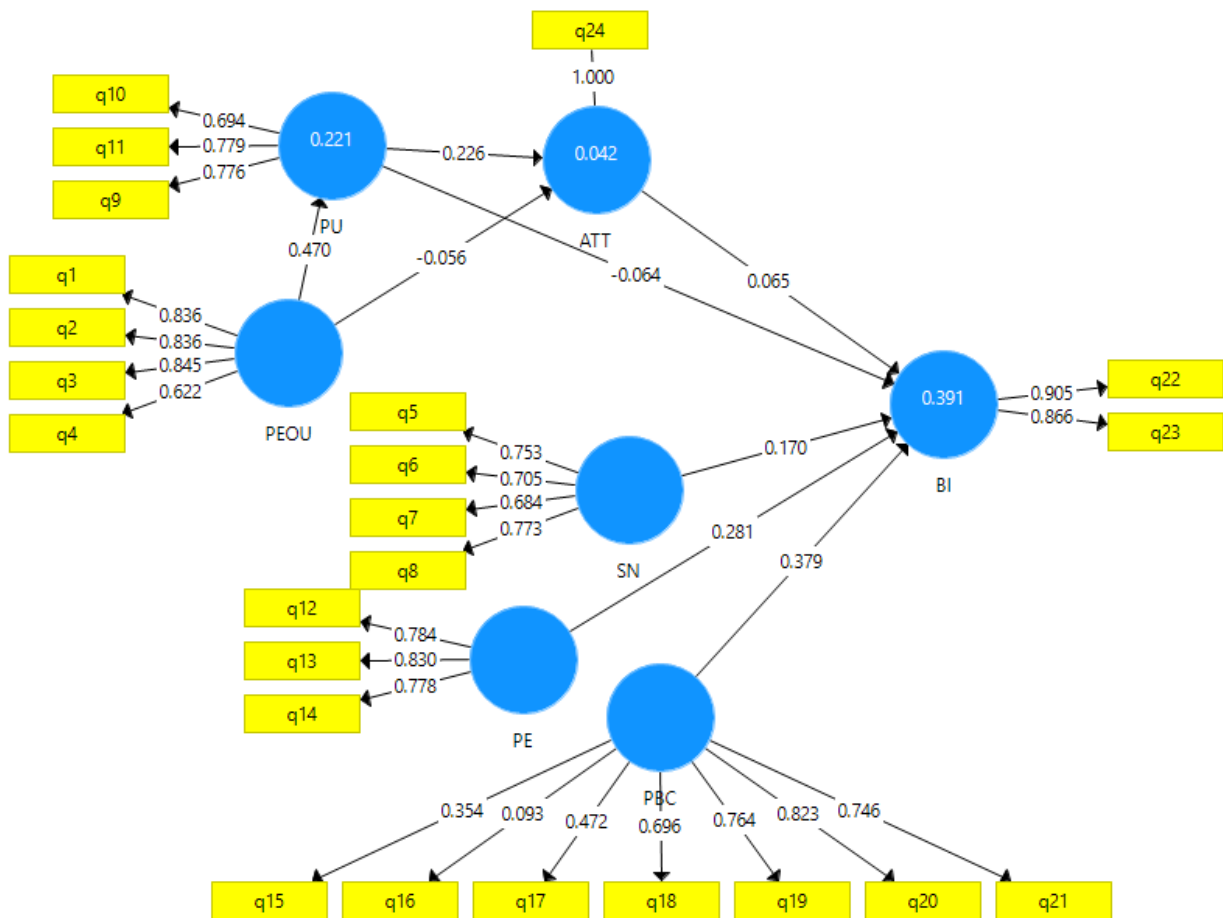 q24
1.000
q10
0.694
q11
0.779
q9
0.776
0.221
PU
0.226
0.042
ATT
0.470
-0.056
-0.064
0.065
q1
0.836
q2
0.836
q3
0.845
q4
0.622
PEOU
q5
0.753
q6
0.705
q7
0.684
q8
0.773
SN
0.170
0.391
BI
0.905
q22
0.866
q23
0.281
0.379
q12
0.784
q13
0.830
q14
0.778
PE
PBC
0.354
0.093
0.472
0.696
0.764
0.823
0.746
q15
q16
q17
q18
q19
q20
q21